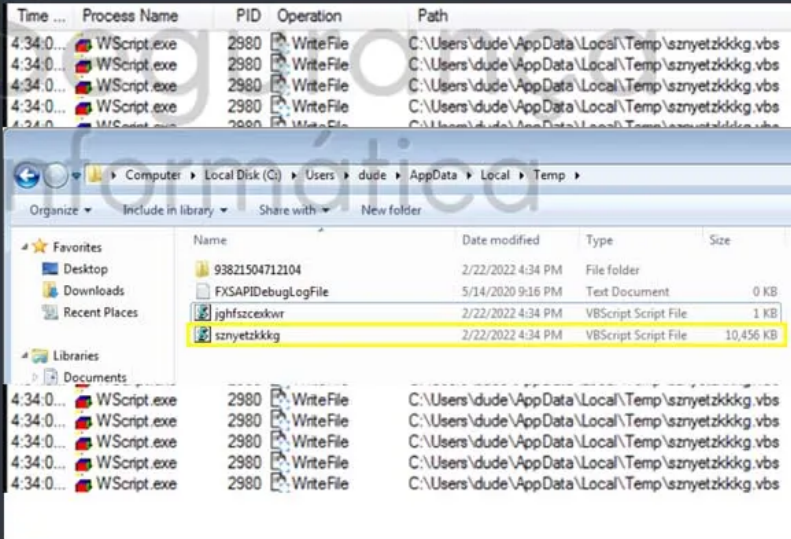 Time ... Process Name PID Operation Path
4:34:0... WScript.exe 2980 WriteFile C:\Users\dude\AppData\Local\Temp\sznyetzkkkg.vbs
4:34:0... WScript.exe 2980 WriteFile C:\Users\dude\AppData\Local\Temp\sznyetzkkkg.vbs
4:34:0... WScript.exe 2980 WriteFile C:\Users\dude\AppData\Local\Temp\sznyetzkkkg.vbs
4:34:0... WScript.exe 2980 WriteFile C:\Users\dude\AppData\Local\Temp\sznyetzkkkg.vbs
Segurança
Informática
Computer Local Disk (C:) Users dude AppData Local Temp
Organize Include in library Share with New folder
Favorites
Desktop
Downloads
Recent Places
Libraries
Documents
Name Date modified Type Size
93821504712104 2/22/2022 4:34 PM File folder
FXSAPIDebugLogFile 5/14/2020 9:16 PM Text Document 0 KB
jghfszcexkwr 2/22/2022 4:34 PM VBScript Script File 1 KB
sznyetzkkkg 2/22/2022 4:34 PM VBScript Script File 10,456 KB
4:34:0... WScript.exe 2980 WriteFile C:\Users\dude\AppData\Local\Temp\sznyetzkkkg.vbs
4:34:0... WScript.exe 2980 WriteFile C:\Users\dude\AppData\Local\Temp\sznyetzkkkg.vbs
4:34:0... WScript.exe 2980 WriteFile C:\Users\dude\AppData\Local\Temp\sznyetzkkkg.vbs
4:34:0... WScript.exe 2980 WriteFile C:\Users\dude\AppData\Local\Temp\sznyetzkkkg.vbs
4:34:0... WScript.exe 2980 WriteFile C:\Users\dude\AppData\Local\Temp\sznyetzkkkg.vbs